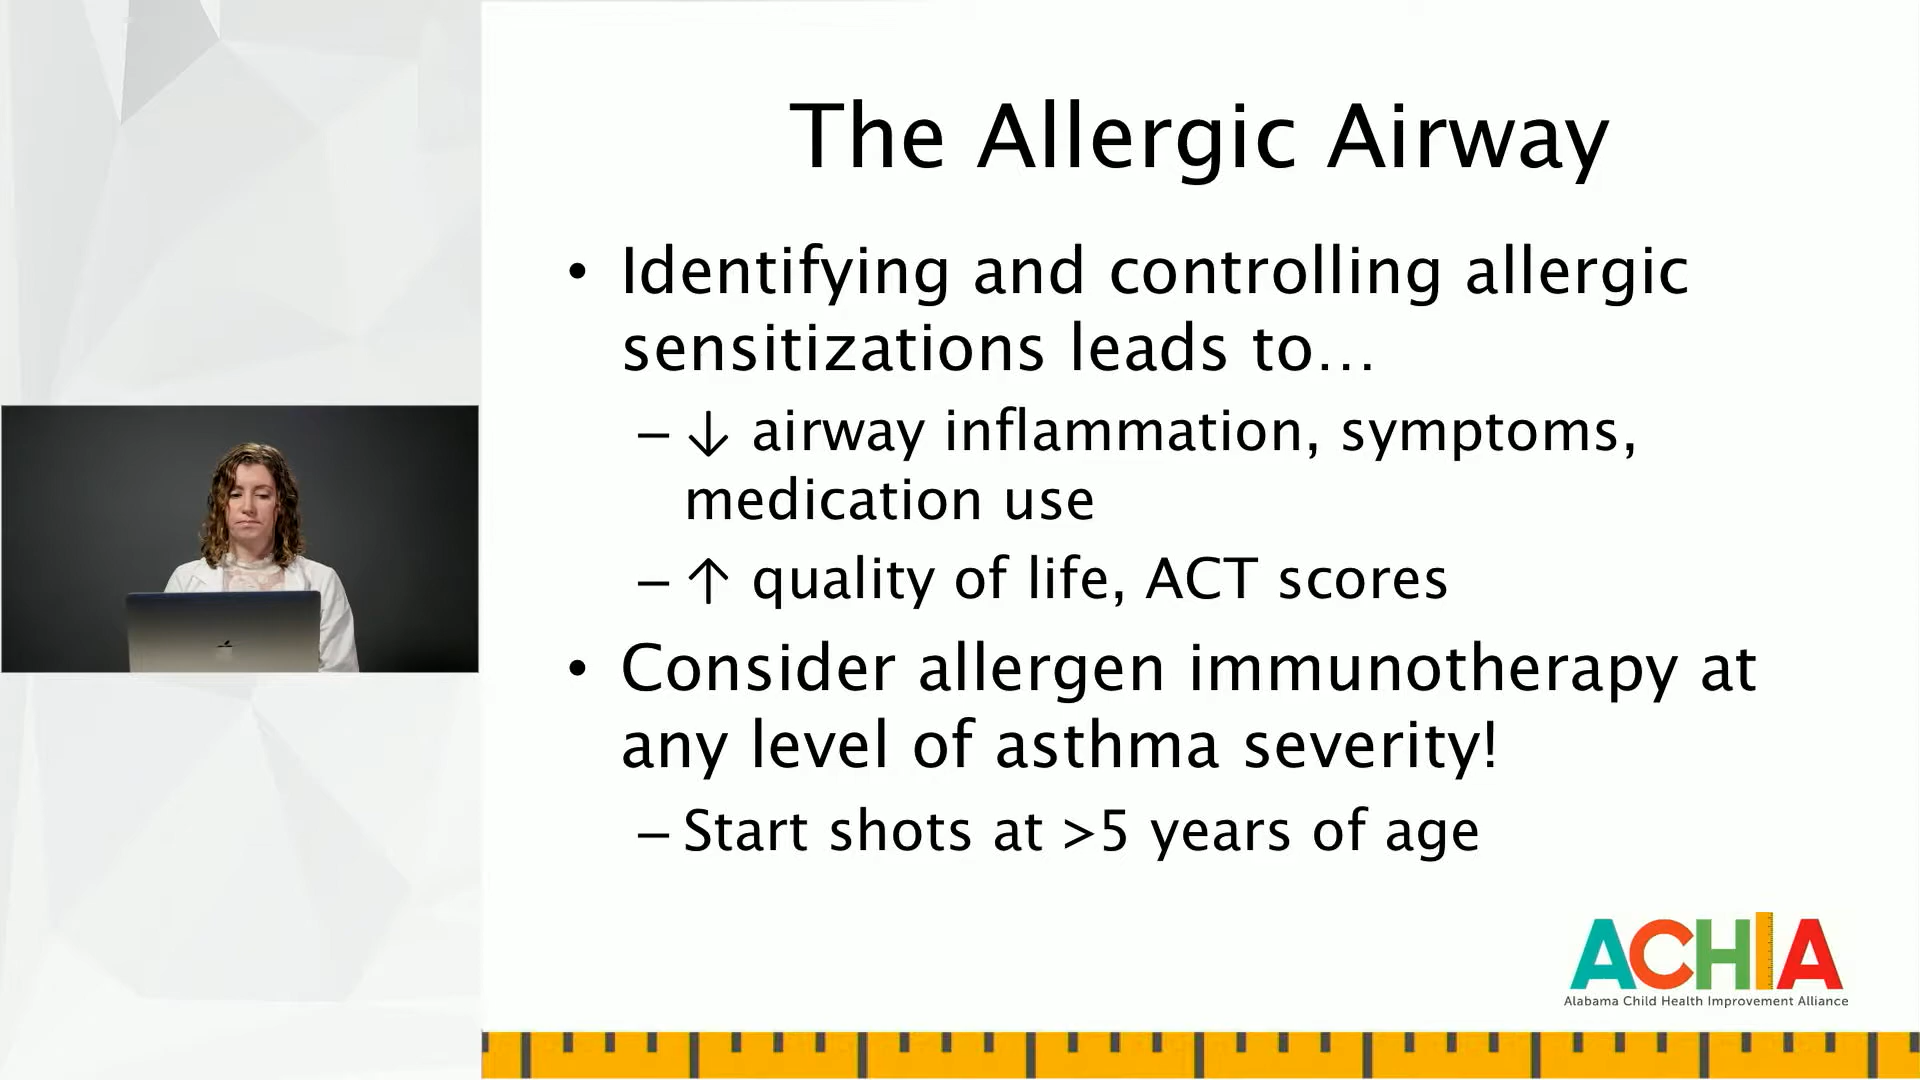 The Allergic Airway
• Identifying and controlling allergic
sensitizations leads to…
– ↓ airway inflammation, symptoms,
medication use
– ↑ quality of life, ACT scores
• Consider allergen immunotherapy at
any level of asthma severity!
– Start shots at >5 years of age
ACHIA
Alabama Child Health Improvement Alliance